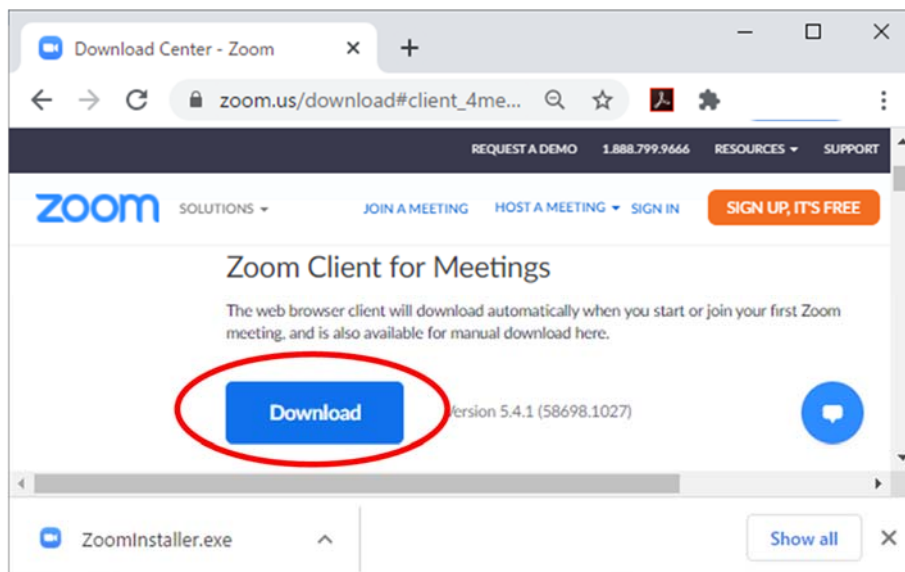 Download Center - Zoom
zoom.us/download#client_4me...
REQUEST A DEMO 1.888.799.9666 RESOURCES SUPPORT
zoom SOLUTIONS JOIN A MEETING HOST A MEETING SIGN IN SIGN UP, IT'S FREE
Zoom Client for Meetings
The web browser client will download automatically when you start or join your first Zoom
meeting, and is also available for manual download here.
Download Version 5.4.1 (58698.1027)
ZoomInstaller.exe Show all